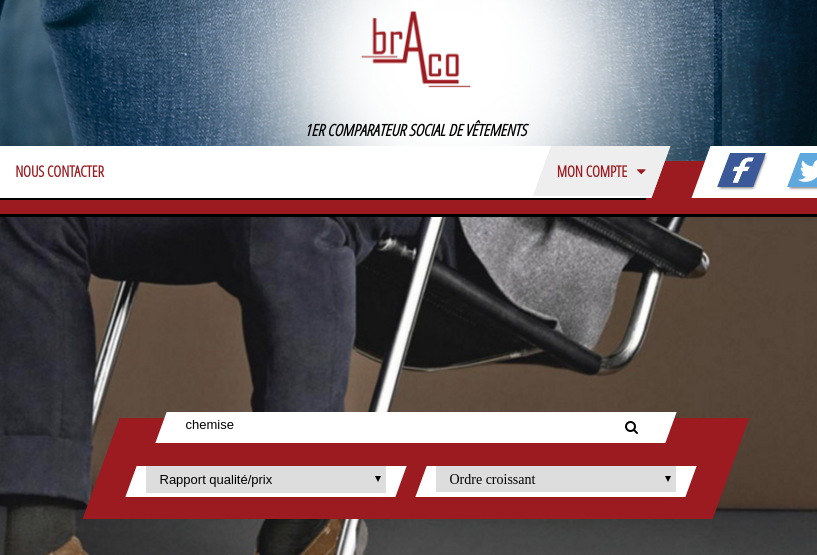 brAco
1ER COMPARATEUR SOCIAL DE VÊTEMENTS
NOUS CONTACTER
MON COMPTE
chemise
Rapport qualité/prix
Ordre croissant